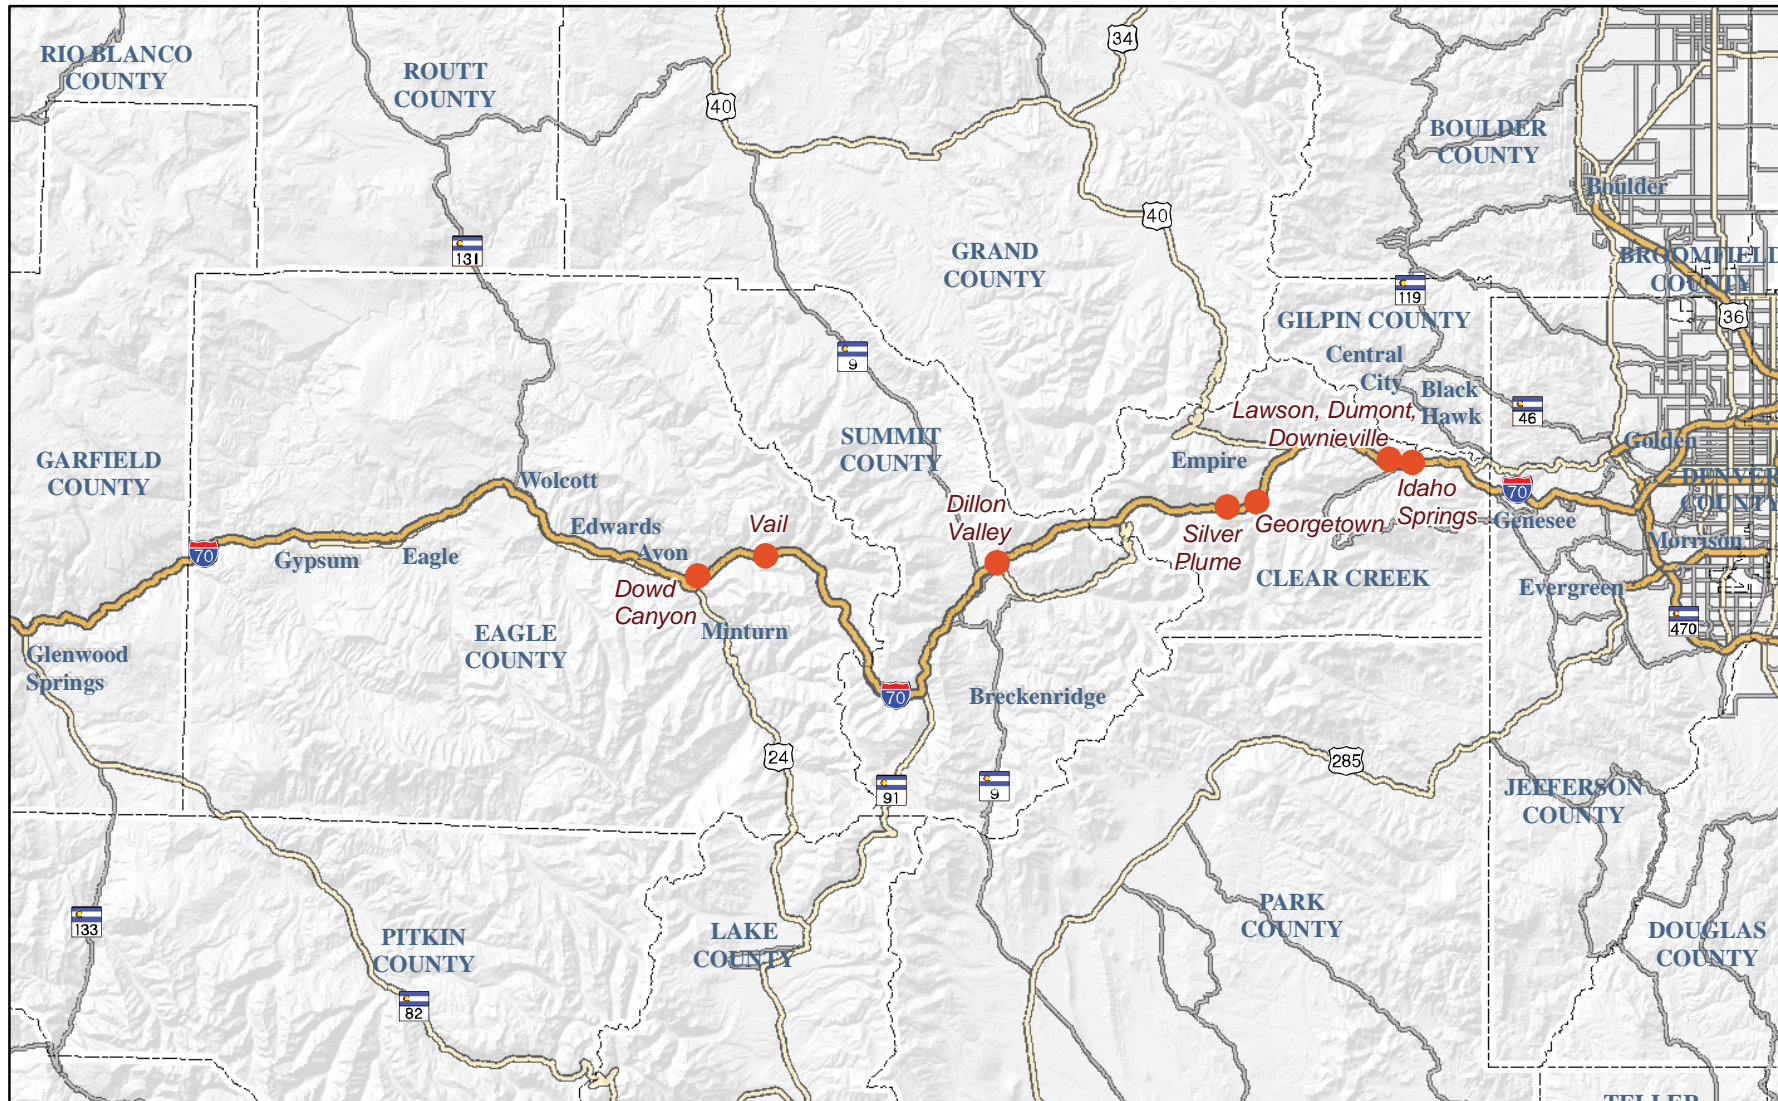 RIO BLANCO
COUNTY
ROUTT
COUNTY
34
40
BOULDER
COUNTY
Boulder
40
131
GRAND
COUNTY
BROOMFIELD
COUNTY
119
36
GILPIN COUNTY
9
Central
City
Black
Hawk
46
Lawson, Dumont,
Downieville
SUMMIT
COUNTY
Golden
GARFIELD
COUNTY
Empire
Wolcott
DENVER
COUNTY
70
Idaho
Springs
Genesee
Dillon
Valley
Georgetown
Silver
Plume
Vail
Edwards
Avon
Morrison
70
Gypsum
Eagle
CLEAR CREEK
Evergreen
Dowd
Canyon
470
EAGLE
COUNTY
Minturn
Glenwood
Springs
70
Breckenridge
24
285
91
9
JEFFERSON
COUNTY
133
PITKIN
COUNTY
LAKE
COUNTY
PARK
COUNTY
DOUGLAS
COUNTY
82
TELLER